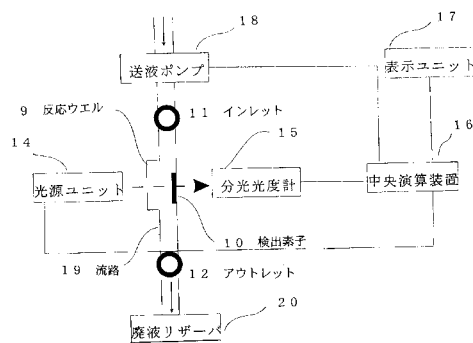 18
送液ポンプ
17
表示ユニット
9 反応ウエル
11 インレット
14
光源ユニット
15
分光光度計
16
中央演算装置
10 検出素子
19 流路
12 アウトレット
廃液リザーバ
20